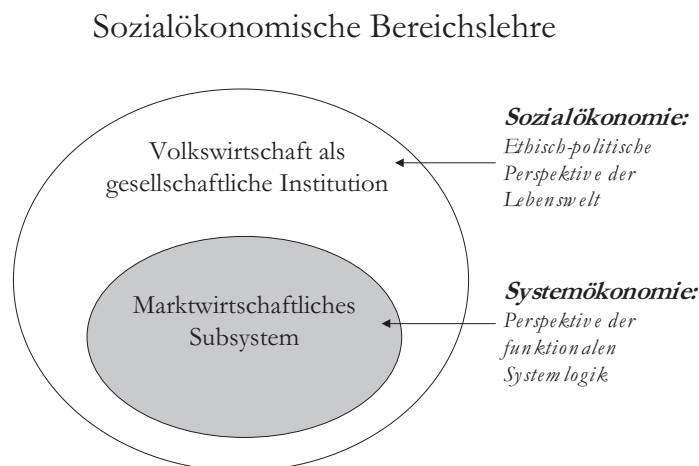 Sozialökonomische Bereichslehre
Volkswirtschaft als
gesellschaftliche Institution
Sozialökonomie:
Ethisch-politische
Perspektive der
Lebenswelt
Marktwirtschaftliches
Subsystem
Systemökonomie:
Perspektive der
funktionalen
Systemlogik